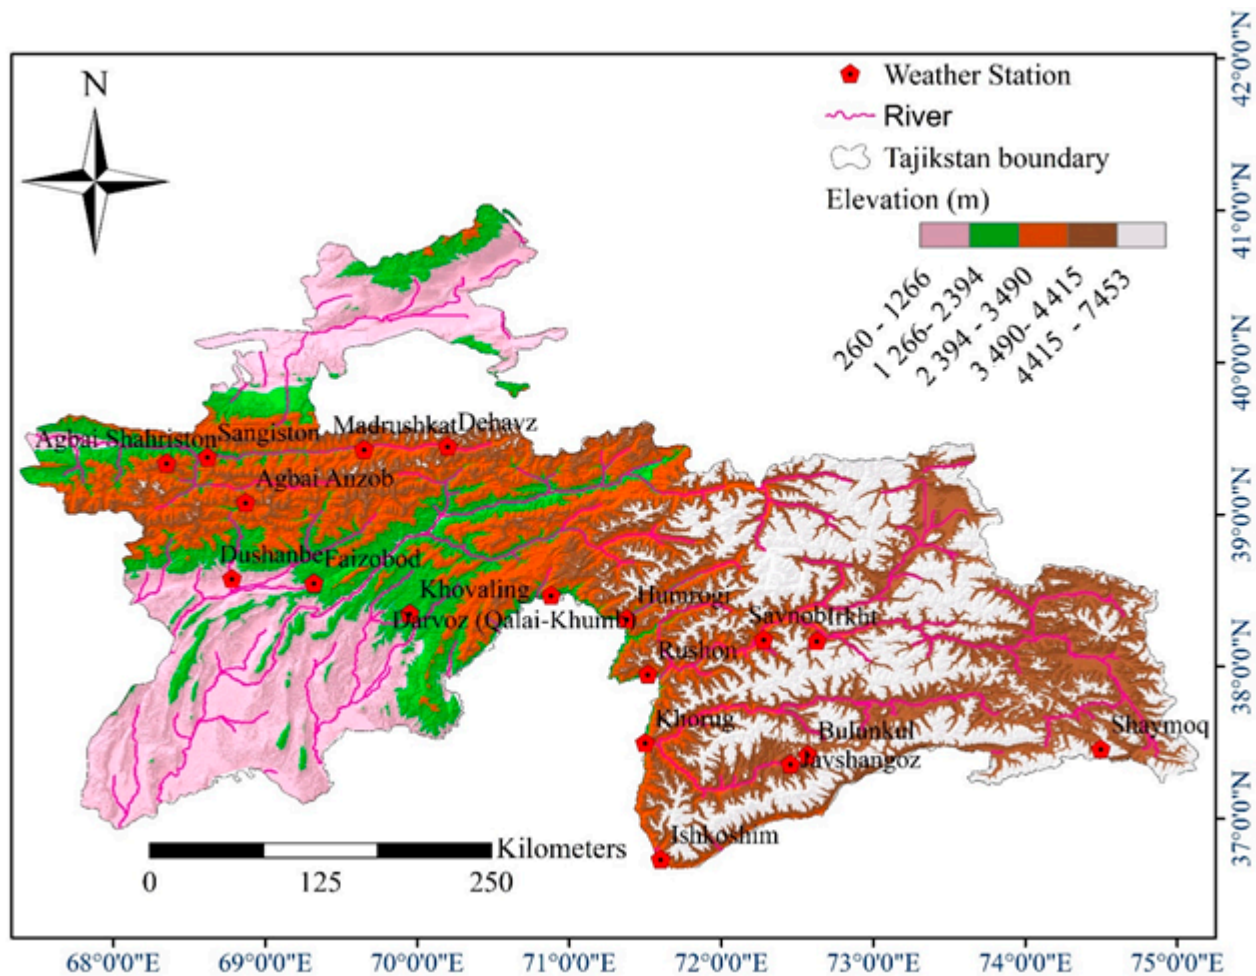 N
Weather Station
River
Tajikstan boundary
Elevation (m)
260 - 1266
1 266- 2394
2 394 - 3 490
3 490- 4 415
4415 - 7453
42°0'0"N
41°0'0"N
40°0'0"N
39°0'0"N
38°0'0"N
37°0'0"N
Agbai Shahriston
Sangiston
Madrushkat
Dehavz
Agbai Anzob
Dushanbe
Faizobod
Khovaling
Darvoz (Qalai-Khumb)
Humrogi
Savnob
Irkht
Rushon
Khorug
Bulunkul
Javshangoz
Shaymoq
Ishkoshim
Kilometers
0 125 250
68°0'0"E 69°0'0"E 70°0'0"E 71°0'0"E 72°0'0"E 73°0'0"E 74°0'0"E 75°0'0"E